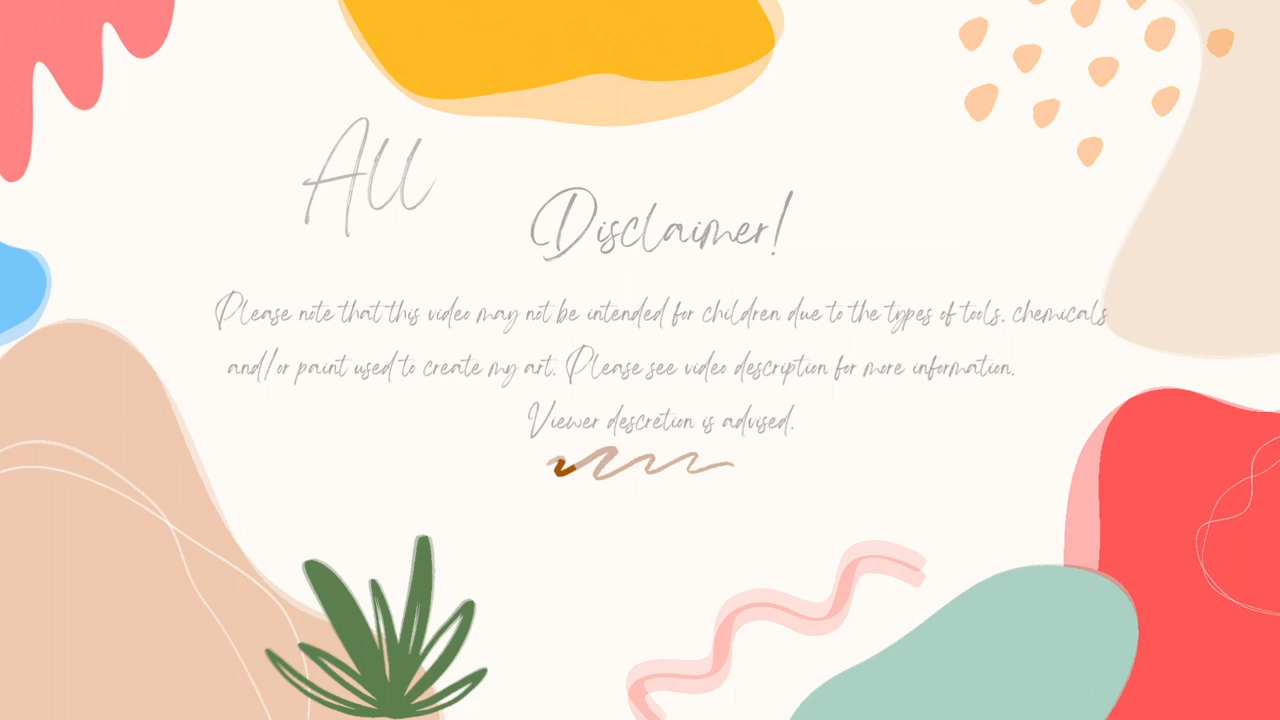 All
Disclaimer!
Please note that this video may not be intended for children due to the types of tools, chemicals
and/or paint used to create my art. Please see video description for more information.
Viewer descretion is advised.